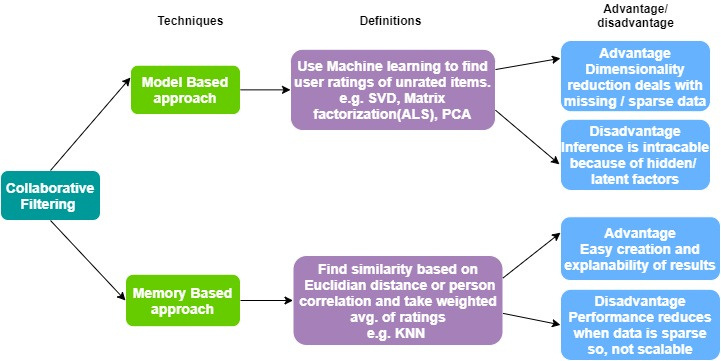 Techniques
Definitions
Advantage/
disadvantage
Model Based
approach
Use Machine learning to find
user ratings of unrated items.
e.g. SVD, Matrix
factorization(ALS), PCA
Advantage
Dimensionality
reduction deals with
missing / sparse data
Disadvantage
Inference is intracable
because of hidden/
latent factors
Collaborative
Filtering
Memory Based
approach
Find similarity based on
Euclidian distance or person
correlation and take weighted
avg. of ratings
e.g. KNN
Advantage
Easy creation and
explanability of results
Disadvantage
Performance reduces
when data is sparse
so, not scalable